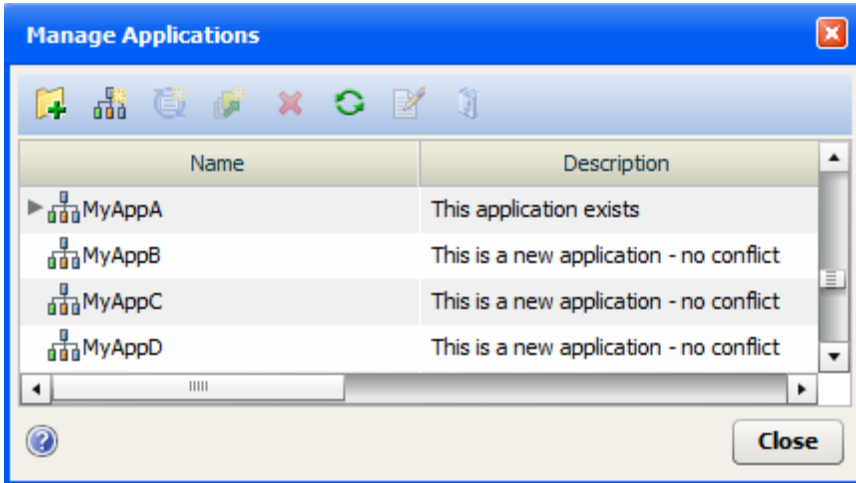 Manage Applications
Name Description
MyAppA This application exists
MyAppB This is a new application - no conflict
MyAppC This is a new application - no conflict
MyAppD This is a new application - no conflict
?
Close